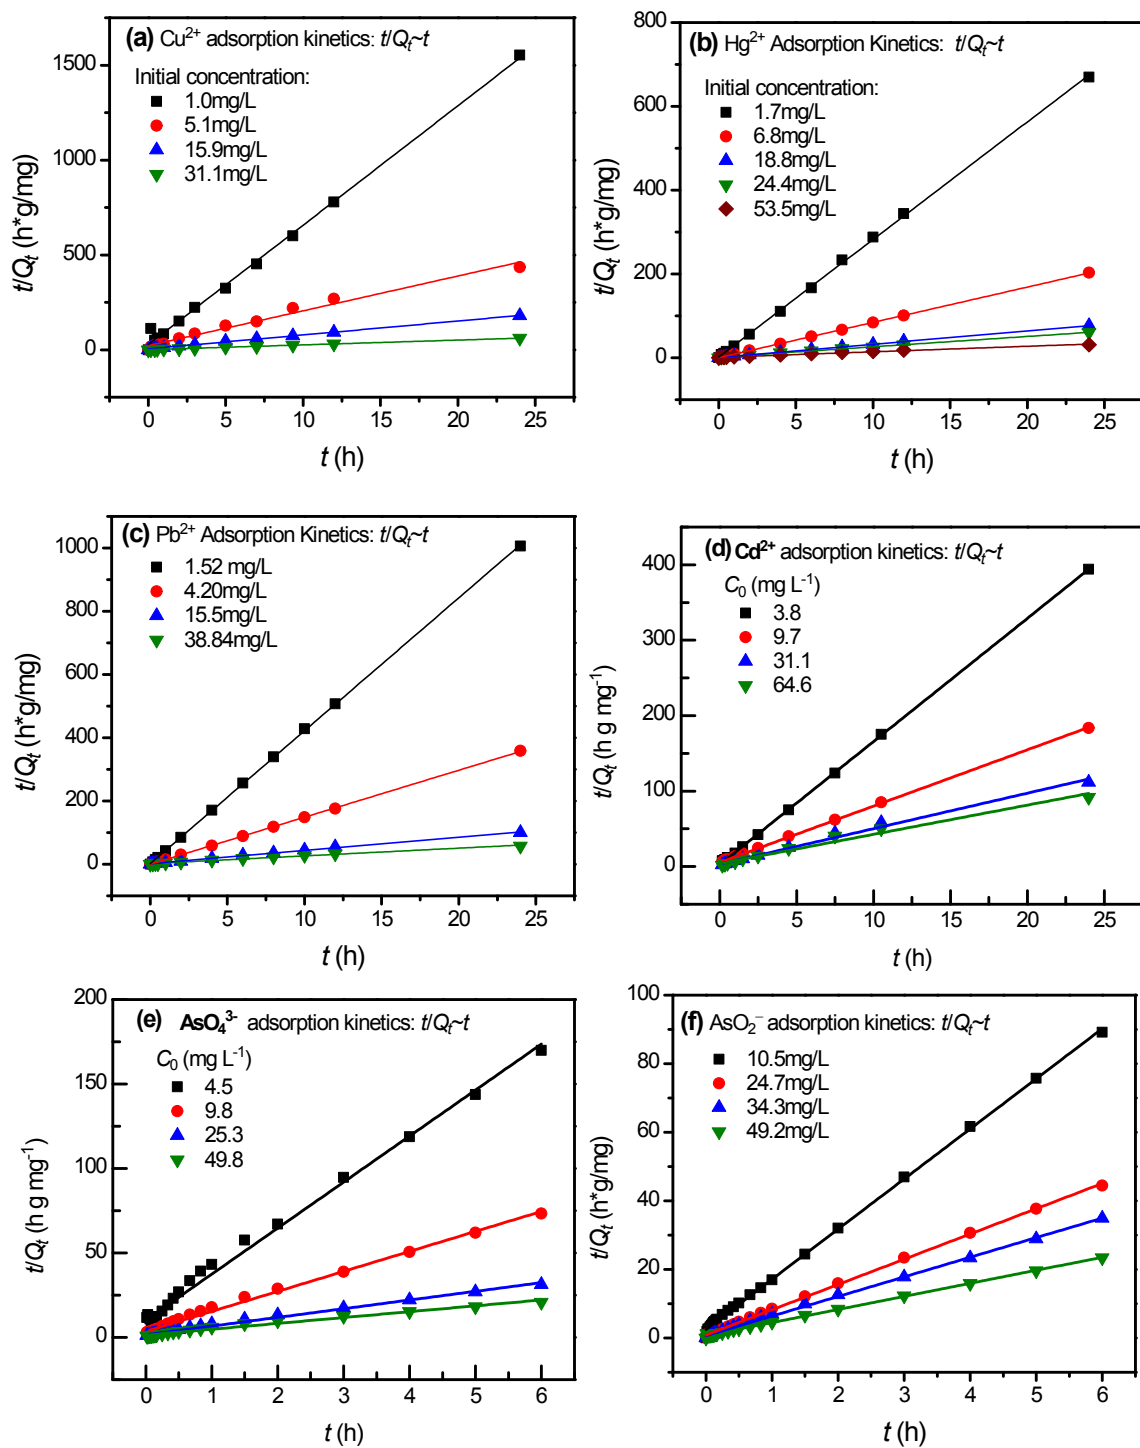 (a) Cu²⁺ adsorption kinetics: t/Qₜ~t
Initial concentration:
1.0mg/L
5.1mg/L
15.9mg/L
31.1mg/L
1500
1000
500
0
t/Qₜ (h*g/mg)
0 5 10 15 20 25
t (h)
(b) Hg²⁺ Adsorption Kinetics: t/Qₜ~t
Initial concentration:
1.7mg/L
6.8mg/L
18.8mg/L
24.4mg/L
53.5mg/L
800
600
400
200
0
t/Qₜ (h*g/mg)
0 5 10 15 20 25
t (h)
(c) Pb²⁺ Adsorption Kinetics: t/Qₜ~t
1.52 mg/L
4.20mg/L
15.5mg/L
38.84mg/L
1000
800
600
400
200
0
t/Qₜ (h*g/mg)
0 5 10 15 20 25
t (h)
(d) Cd²⁺ adsorption kinetics: t/Qₜ~t
C₀ (mg L⁻¹)
3.8
9.7
31.1
64.6
400
300
200
100
0
t/Qₜ (h g mg⁻¹)
0 5 10 15 20 25
t (h)
(e) AsO₄³⁻ adsorption kinetics: t/Qₜ~t
C₀ (mg L⁻¹)
4.5
9.8
25.3
49.8
200
150
100
50
0
t/Qₜ (h g mg⁻¹)
0 1 2 3 4 5 6
t (h)
(f) AsO₂⁻ adsorption kinetics: t/Qₜ~t
10.5mg/L
24.7mg/L
34.3mg/L
49.2mg/L
100
80
60
40
20
0
t/Qₜ (h*g/mg)
0 1 2 3 4 5 6
t (h)